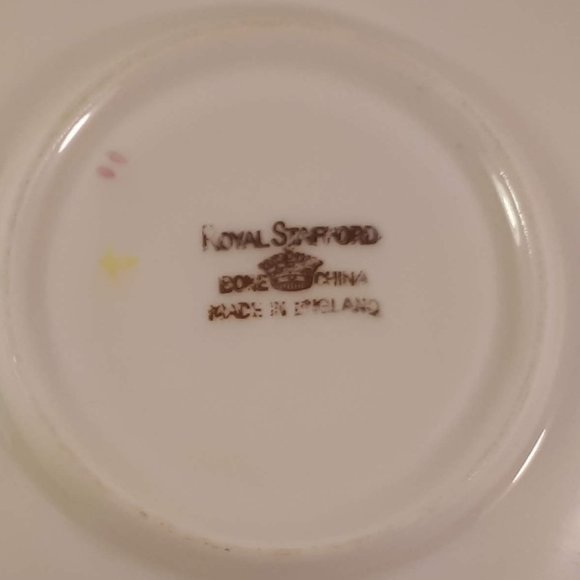 ROYAL STAFFORD
BONE CHINA
MADE IN ENGLAND